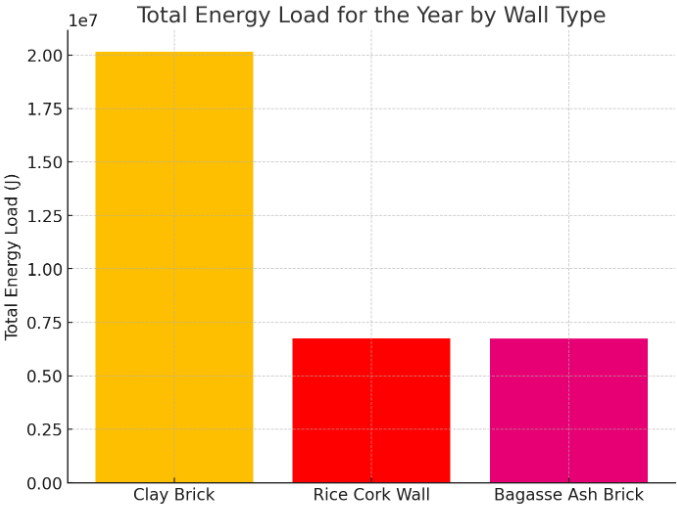 Total Energy Load for the Year by Wall Type
1e7
2.00
1.75
1.50
1.25
1.00
0.75
0.50
0.25
0.00
Total Energy Load (J)
Clay Brick
Rice Cork Wall
Bagasse Ash Brick